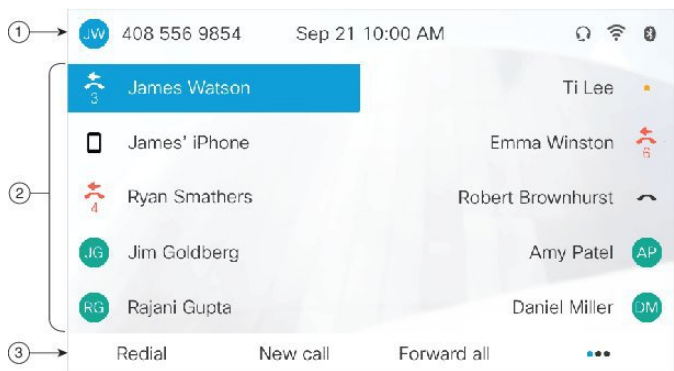 1 JW 408 556 9854 Sep 21 10:00 AM
3 James Watson Ti Lee
James' iPhone Emma Winston 6
2
4 Ryan Smathers Robert Brownhurst
JG Jim Goldberg Amy Patel AP
RG Rajani Gupta Daniel Miller DM
3 Redial New call Forward all